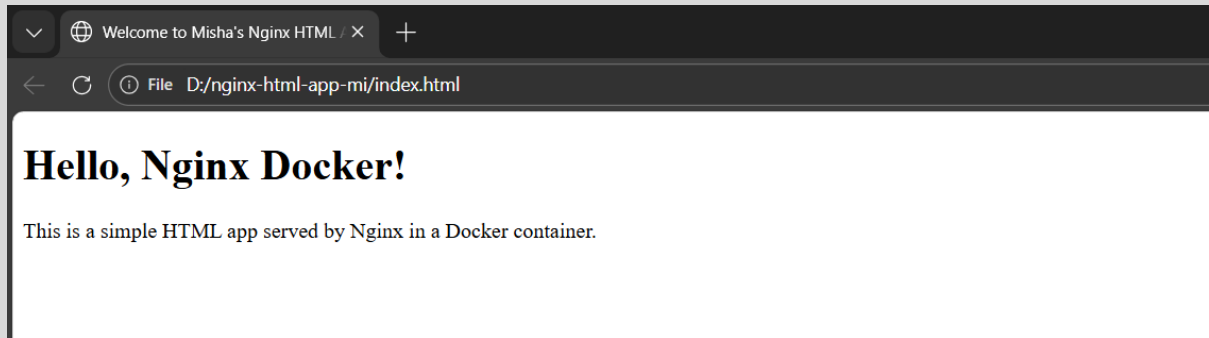 Welcome to Misha's Nginx HTML
File D:/nginx-html-app-mi/index.html
Hello, Nginx Docker!
This is a simple HTML app served by Nginx in a Docker container.